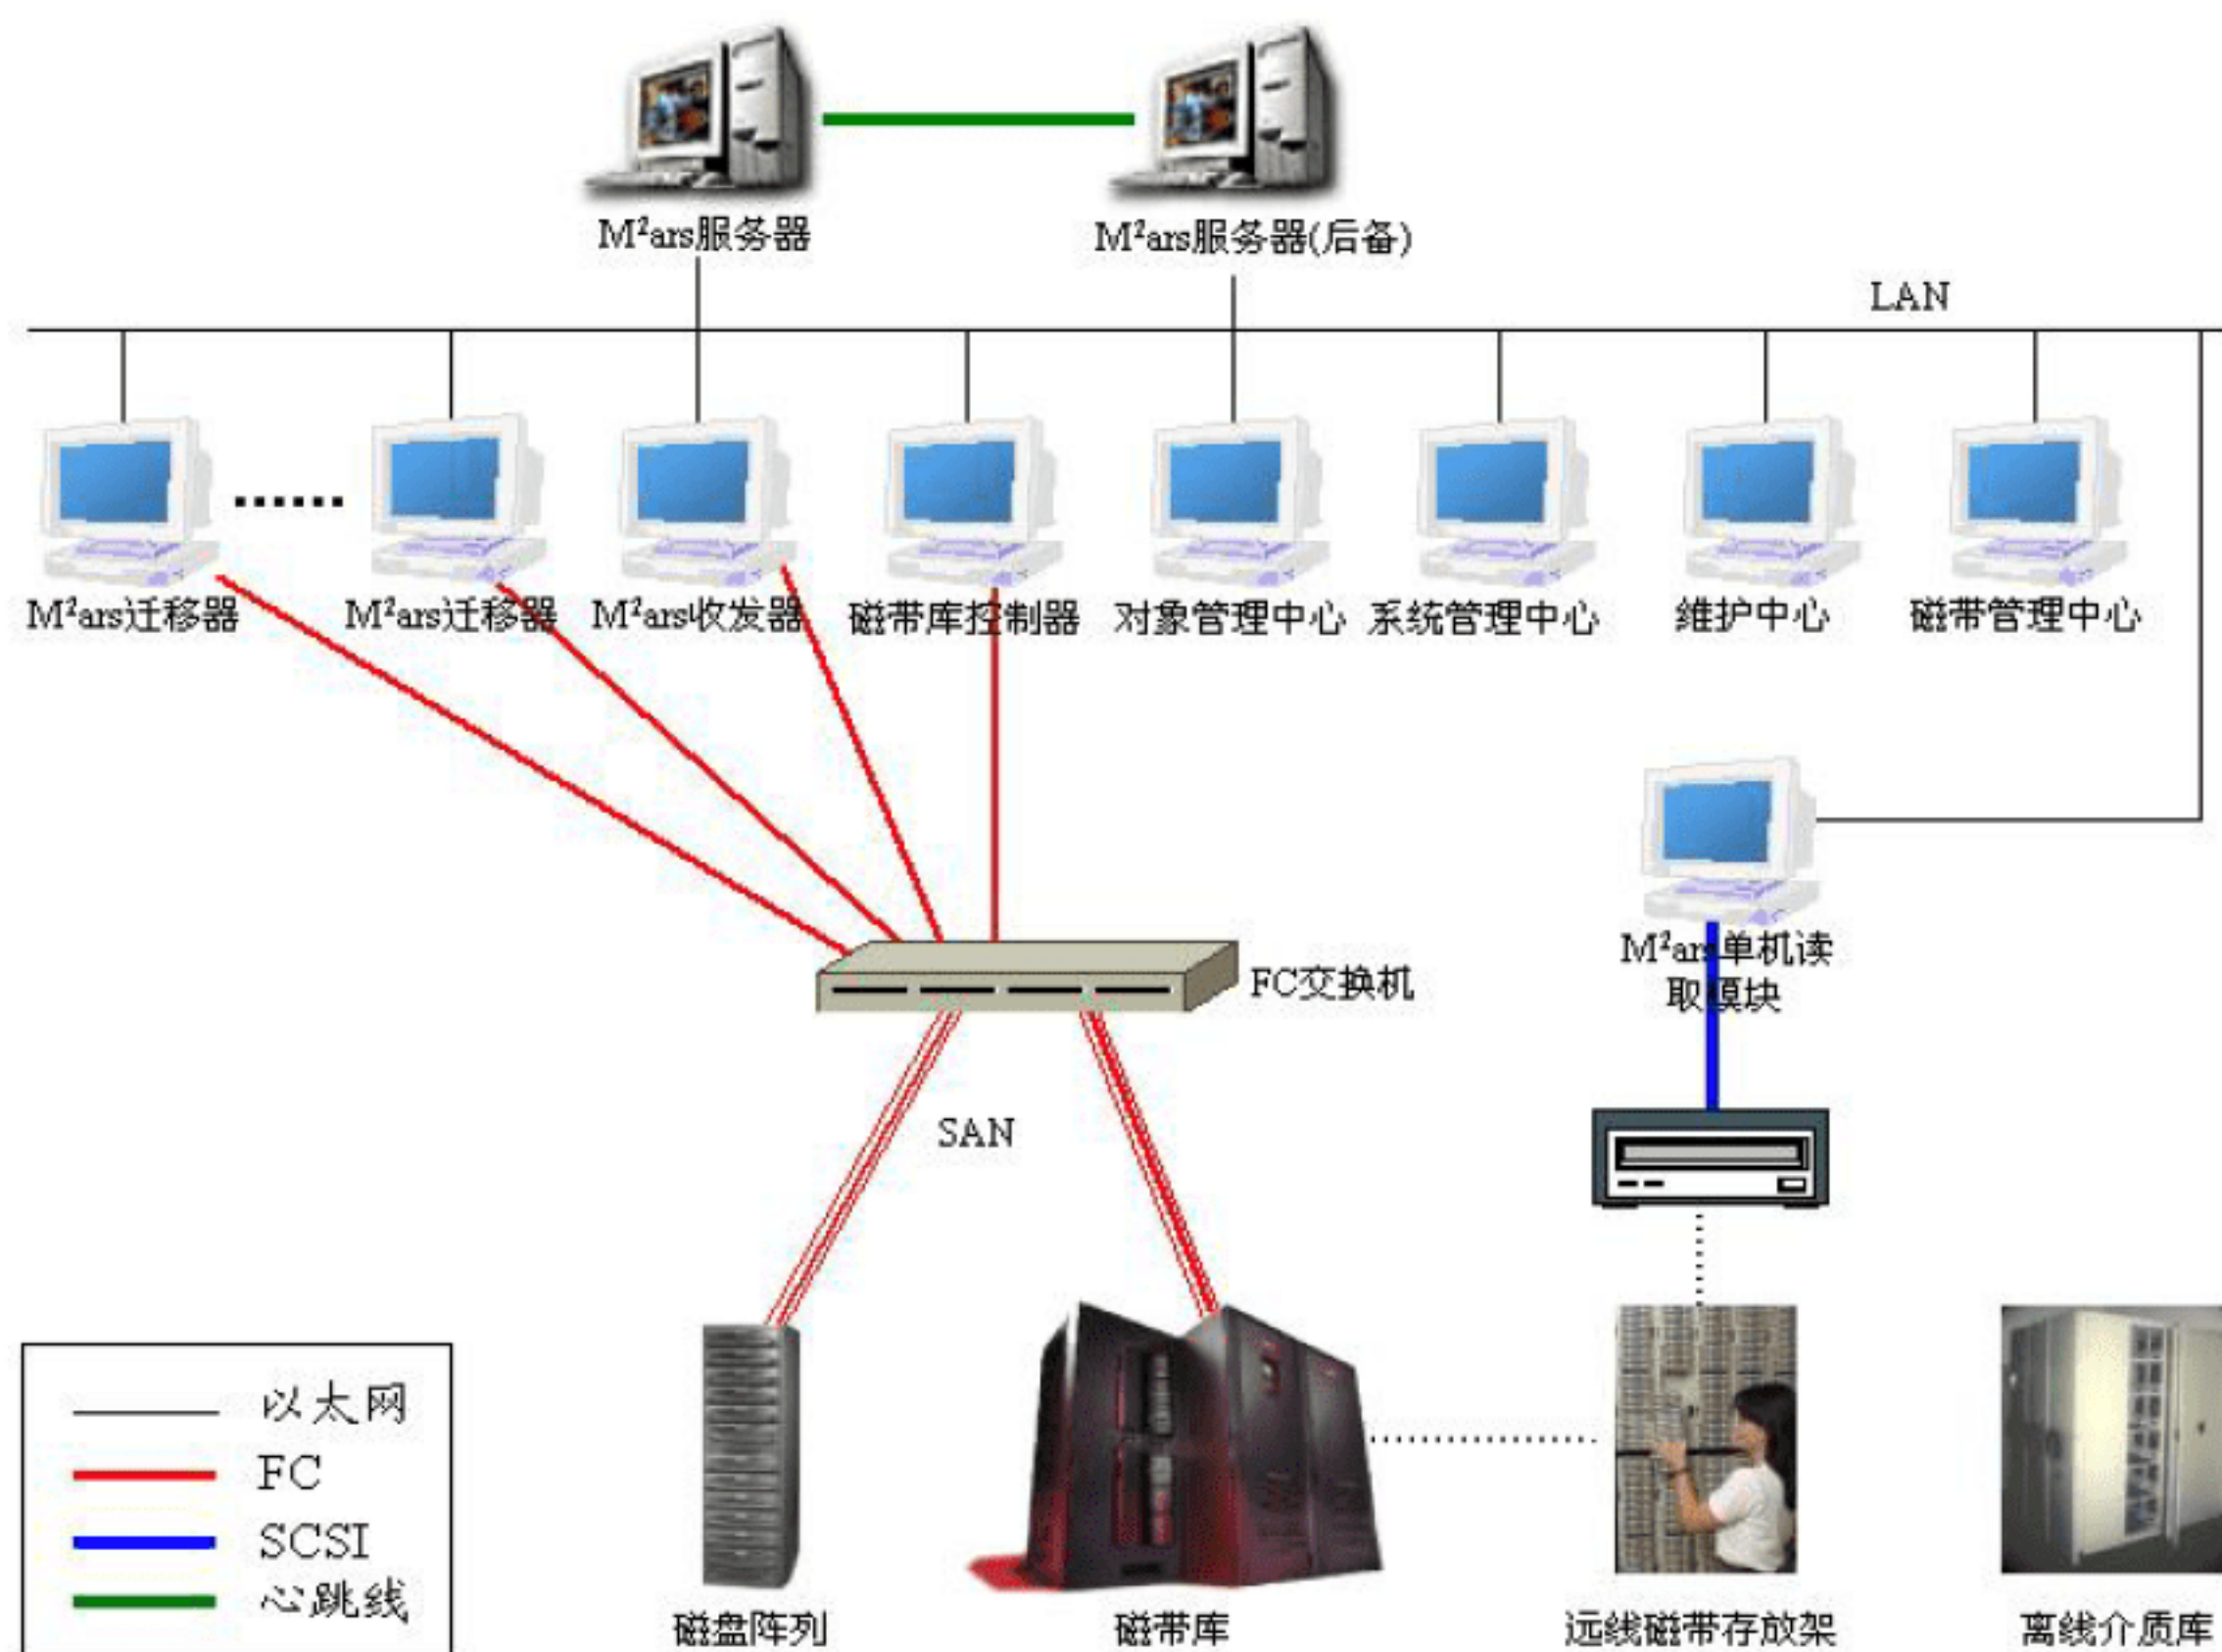 M²ars服务器
M²ars服务器(后备)
LAN
M²ars迁移器
M²ars迁移器
M²ars收发器
磁带库控制器
对象管理中心
系统管理中心
维护中心
磁带管理中心
M²ars单机读
取模块
FC交换机
SAN
以太网
FC
SCSI
心跳线
磁盘阵列
磁带库
远线磁带存放架
离线介质库